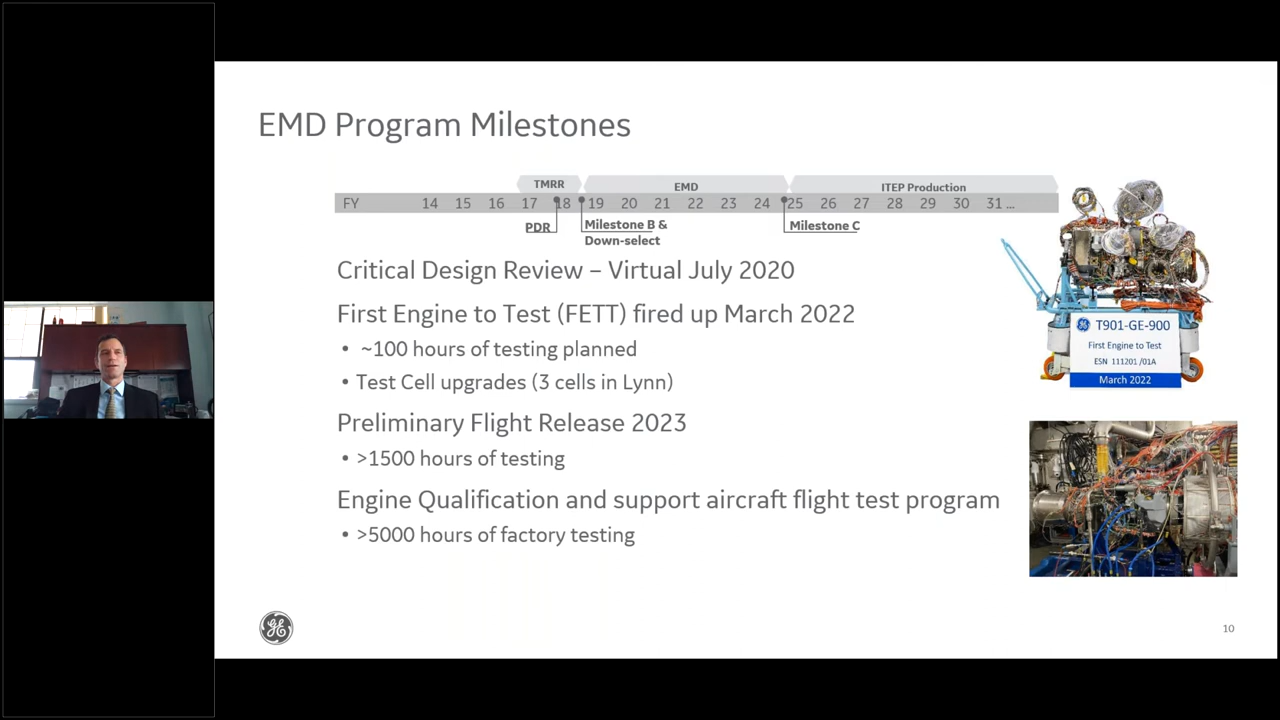 EMD Program Milestones
TMRR EMD ITEP Production
FY 14 15 16 17 18 19 20 21 22 23 24 25 26 27 28 29 30 31 ...
PDR Milestone B & Milestone C
Down-select
Critical Design Review – Virtual July 2020
First Engine to Test (FETT) fired up March 2022
• ~100 hours of testing planned
• Test Cell upgrades (3 cells in Lynn)
Preliminary Flight Release 2023
• >1500 hours of testing
Engine Qualification and support aircraft flight test program
• >5000 hours of factory testing
T901-GE-900
First Engine to Test
ESN 111201 /01A
March 2022
GE
10